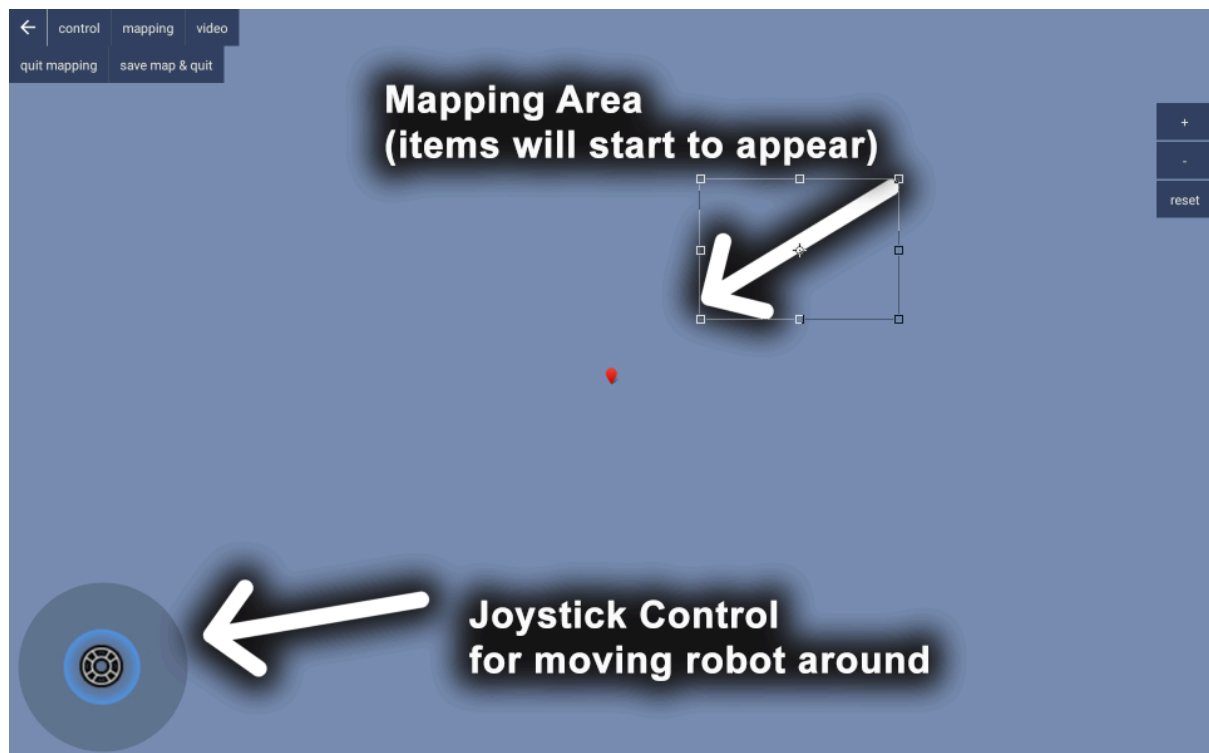 control mapping video
quit mapping save map & quit
Mapping Area
(items will start to appear)
+
-
reset
Joystick Control
for moving robot around